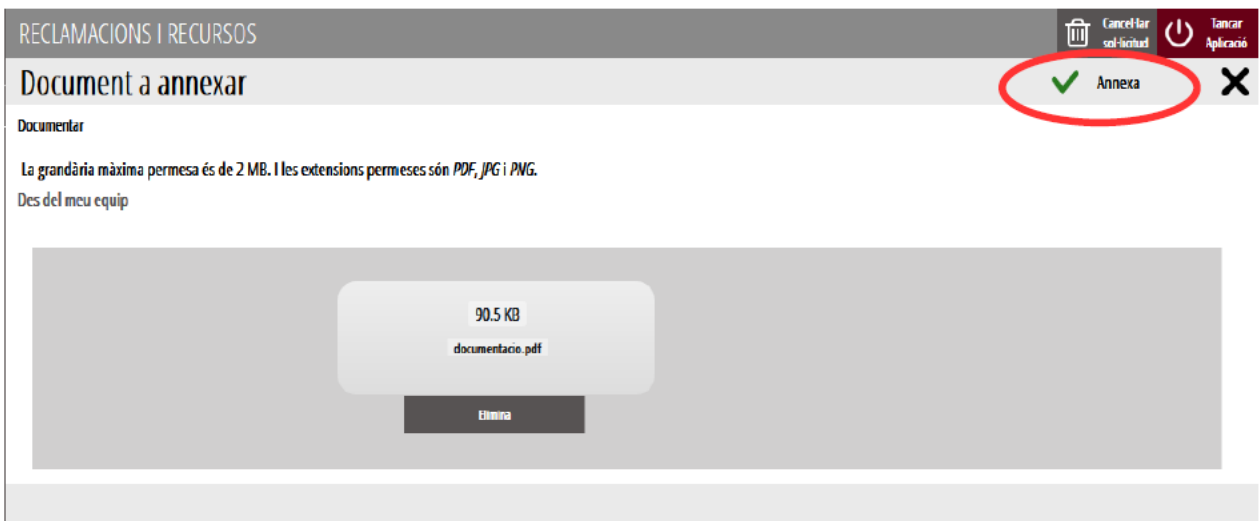 RECLAMACIONS I RECURSOS
Cancel·lar
sol·licitud
Tancar
Aplicació
Document a annexar
Annexa
Documentar
La grandària màxima permesa és de 2 MB. I les extensions permeses són PDF, JPG i PNG.
Des del meu equip
90.5 KB
documentacio.pdf
Elimina